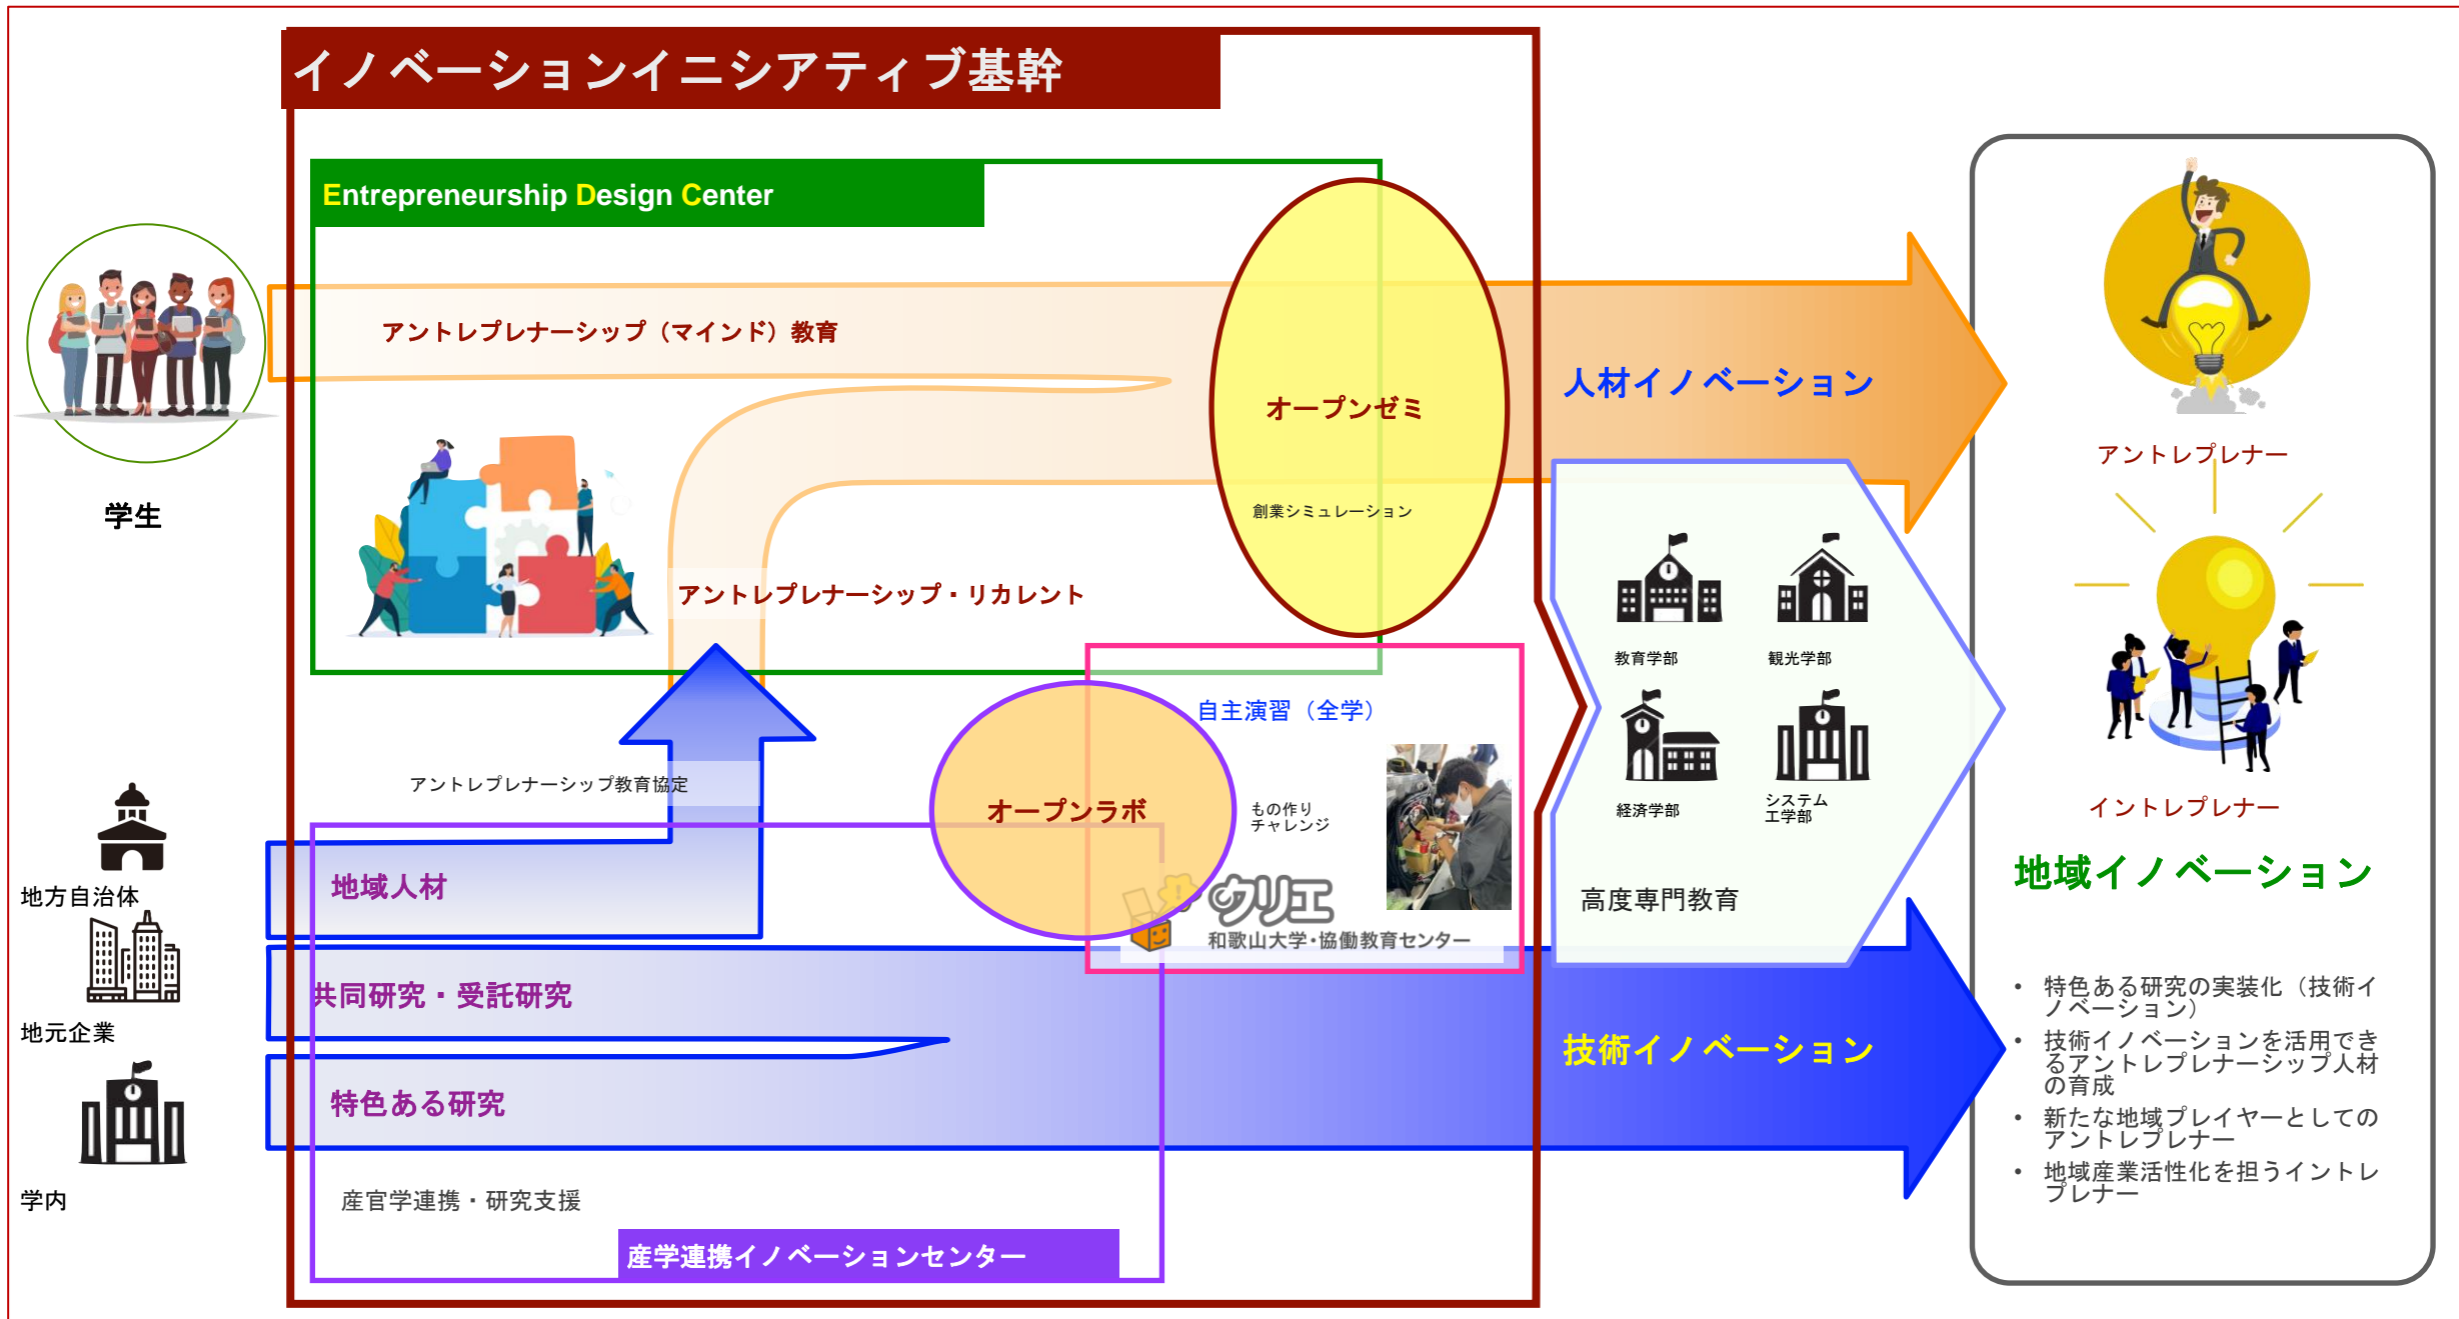 イノベーションイニシアティブ基幹
Entrepreneurship Design Center
アントレプレナーシップ（マインド）教育
学生
オープンゼミ
創業シミュレーション
アントレプレナーシップ・リカレント
人材イノベーション
アントレプレナー
教育学部
観光学部
経済学部
システム
工学部
高度専門教育
イントレプレナー
地域イノベーション
自主演習（全学）
アントレプレナーシップ教育協定
オープンラボ
もの作り
チャレンジ
クリエ
和歌山大学・協働教育センター
地方自治体
地元企業
学内
地域人材
共同研究・受託研究
特色ある研究
技術イノベーション
産官学連携・研究支援
産学連携イノベーションセンター
• 特色ある研究の実装化（技術イ
ノベーション）
• 技術イノベーションを活用でき
るアントレプレナーシップ人材
の育成
• 新たな地域プレイヤーとしての
アントレプレナー
• 地域産業活性化を担うイントレ
プレナー